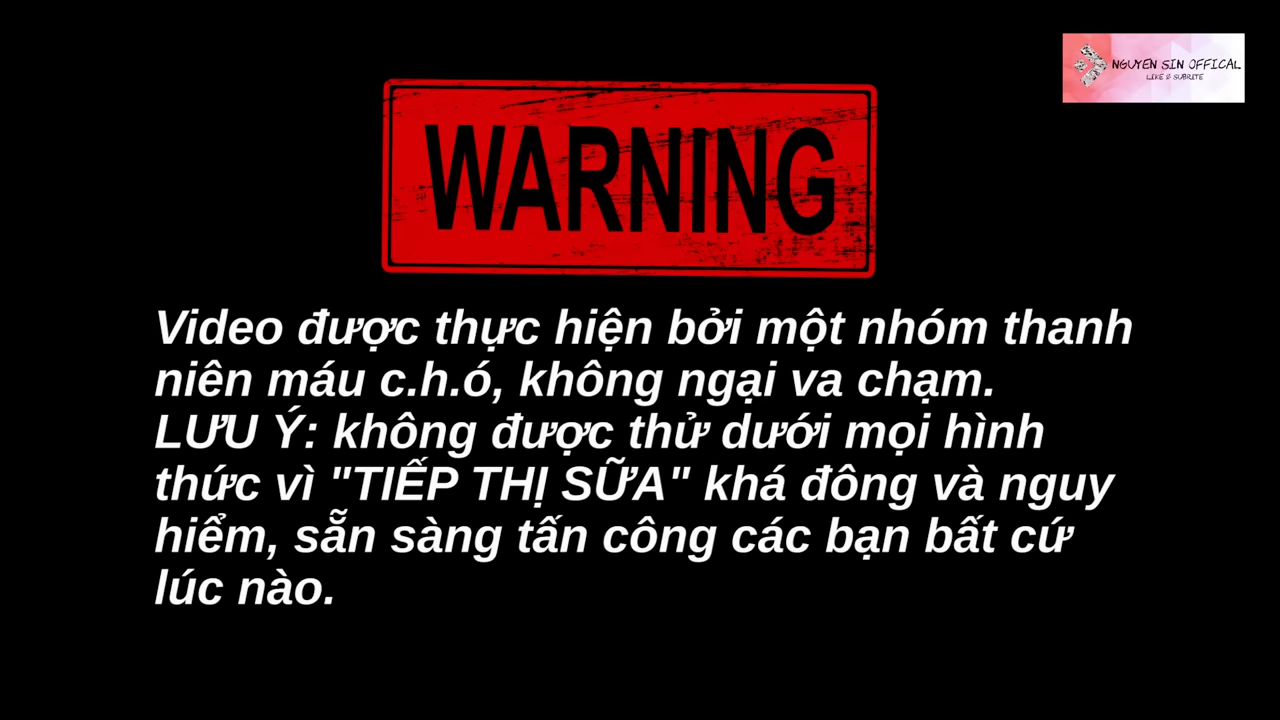 NGUYEN SIN OFFICAL
LIKE & SUBRITE
WARNING
Video được thực hiện bởi một nhóm thanh
niên máu c.h.ó, không ngại va chạm.
LƯU Ý: không được thử dưới mọi hình
thức vì "TIẾP THỊ SỮA" khá đông và nguy
hiểm, sẵn sàng tấn công các bạn bất cứ
lúc nào.